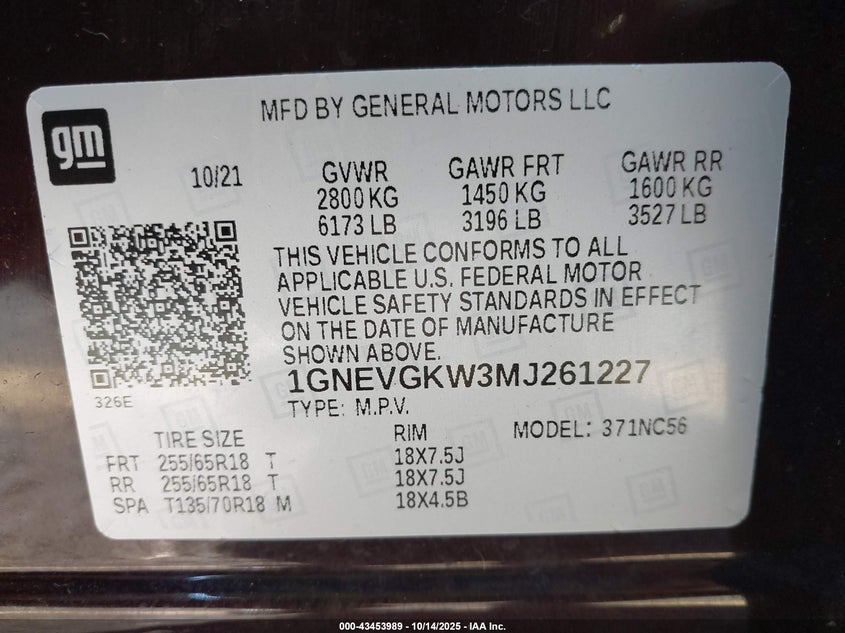 MFD BY GENERAL MOTORS LLC
gm
10/21
GVWR GAWR FRT GAWR RR
2800 KG 1450 KG 1600 KG
6173 LB 3196 LB 3527 LB
THIS VEHICLE CONFORMS TO ALL
APPLICABLE U.S. FEDERAL MOTOR
VEHICLE SAFETY STANDARDS IN EFFECT
ON THE DATE OF MANUFACTURE
SHOWN ABOVE.
1GNEVGKW3MJ261227
326E
TYPE: M.P.V.
TIRE SIZE RIM MODEL: 371NC56
FRT 255/65R18 T 18X7.5J
RR 255/65R18 T 18X7.5J
SPA T135/70R18 M 18X4.5B
000-43453989 - 10/14/2025 - IAA Inc.